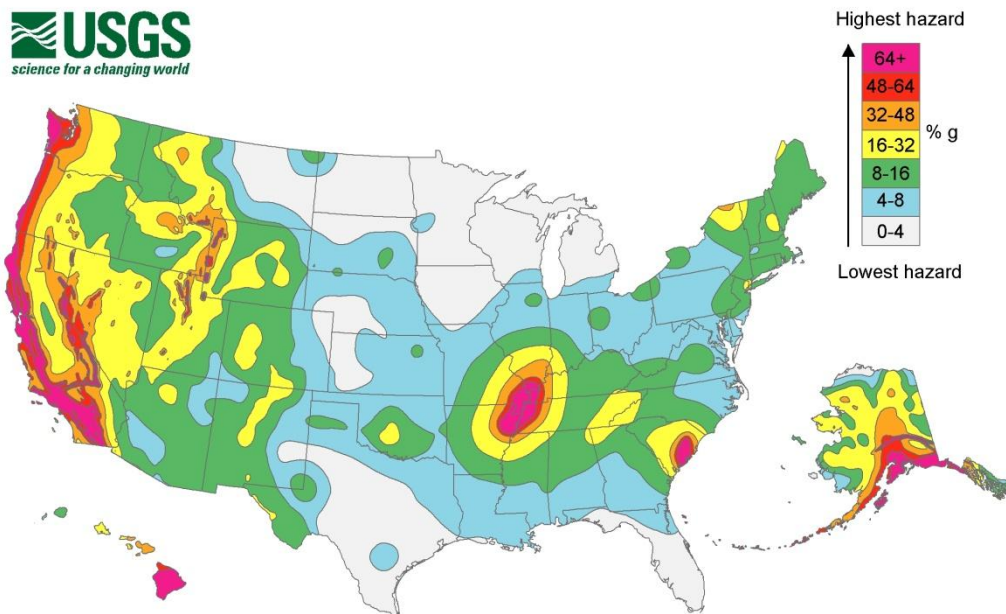 USGS
science for a changing world
Highest hazard
64+
48-64
32-48
16-32
8-16
4-8
0-4
% g
Lowest hazard